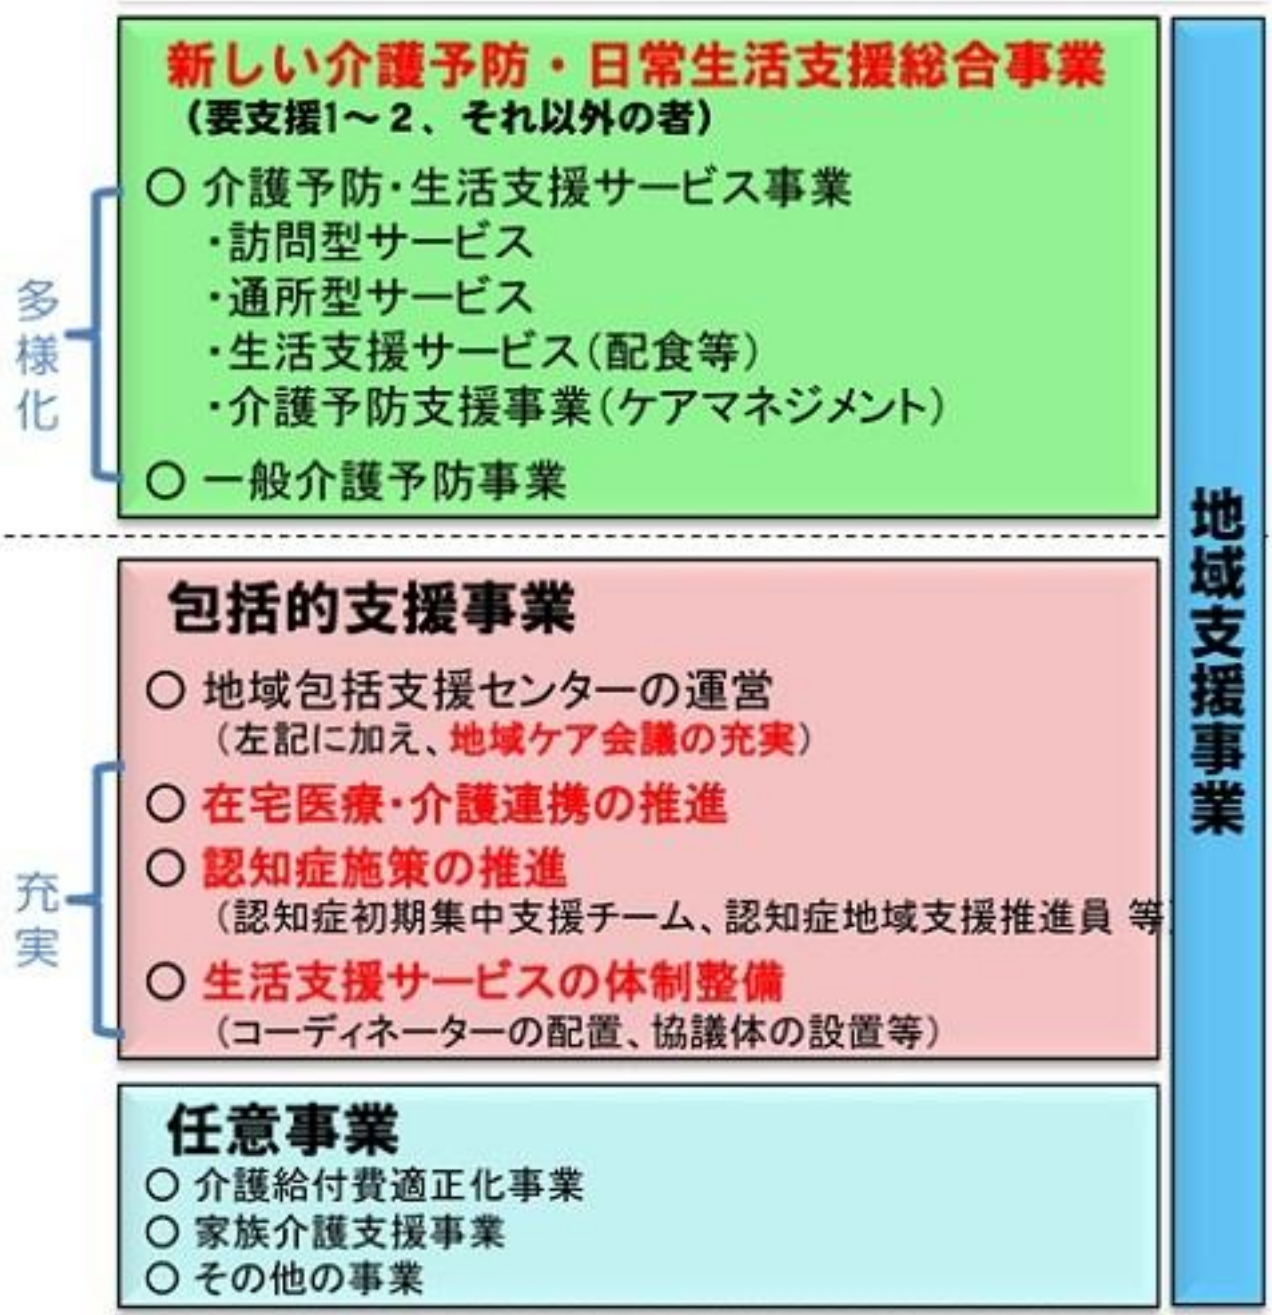 新しい介護予防・日常生活支援総合事業
（要支援1～２、それ以外の者）
○ 介護予防・生活支援サービス事業
・訪問型サービス
・通所型サービス
・生活支援サービス（配食等）
・介護予防支援事業（ケアマネジメント）
○ 一般介護予防事業
多様化
包括的支援事業
○ 地域包括支援センターの運営
（左記に加え、地域ケア会議の充実）
○ 在宅医療・介護連携の推進
○ 認知症施策の推進
（認知症初期集中支援チーム、認知症地域支援推進員 等）
○ 生活支援サービスの体制整備
（コーディネーターの配置、協議体の設置等）
充実
任意事業
○ 介護給付費適正化事業
○ 家族介護支援事業
○ その他の事業
地域支援事業